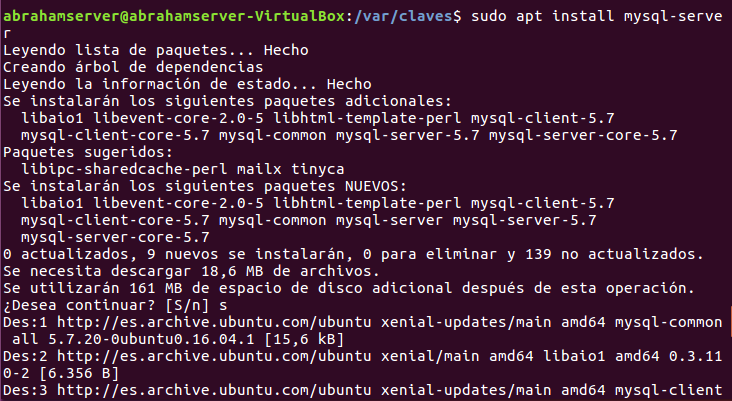 abrahamserver@abrahamserver-VirtualBox:/var/claves$ sudo apt install mysql-serve
r
Leyendo lista de paquetes... Hecho
Creando árbol de dependencias
Leyendo la información de estado... Hecho
Se instalarán los siguientes paquetes adicionales:
  libaio1 libevent-core-2.0-5 libhtml-template-perl mysql-client-5.7
  mysql-client-core-5.7 mysql-common mysql-server-5.7 mysql-server-core-5.7
Paquetes sugeridos:
  libipc-sharedcache-perl mailx tinyca
Se instalarán los siguientes paquetes NUEVOS:
  libaio1 libevent-core-2.0-5 libhtml-template-perl mysql-client-5.7
  mysql-client-core-5.7 mysql-common mysql-server mysql-server-5.7
  mysql-server-core-5.7
0 actualizados, 9 nuevos se instalarán, 0 para eliminar y 139 no actualizados.
Se necesita descargar 18,6 MB de archivos.
Se utilizarán 161 MB de espacio de disco adicional después de esta operación.
¿Desea continuar? [S/n] s
Des:1 http://es.archive.ubuntu.com/ubuntu xenial-updates/main amd64 mysql-common
 all 5.7.20-0ubuntu0.16.04.1 [15,6 kB]
Des:2 http://es.archive.ubuntu.com/ubuntu xenial/main amd64 libaio1 amd64 0.3.11
0-2 [6.356 B]
Des:3 http://es.archive.ubuntu.com/ubuntu xenial-updates/main amd64 mysql-client